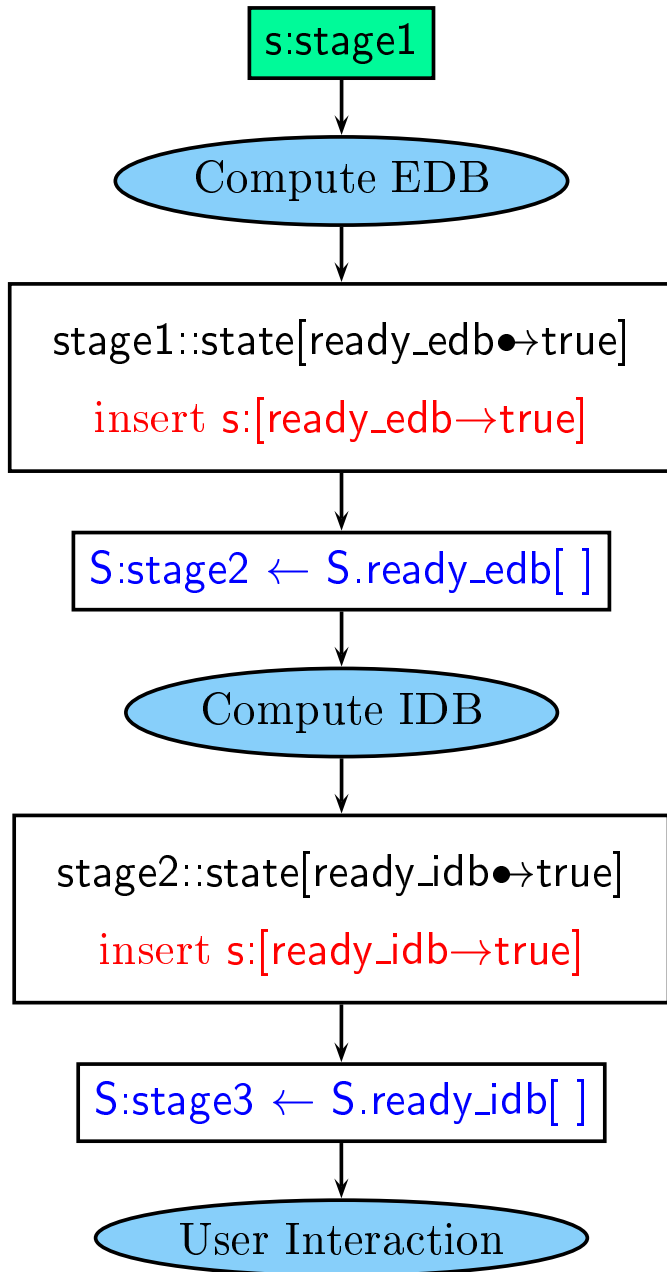 s:stage1
Compute EDB
stage1::state[ready_edb●→true]
insert s:[ready_edb→true]
S:stage2 ← S.ready_edb[ ]
Compute IDB
stage2::state[ready_idb●→true]
insert s:[ready_idb→true]
S:stage3 ← S.ready_idb[ ]
User Interaction